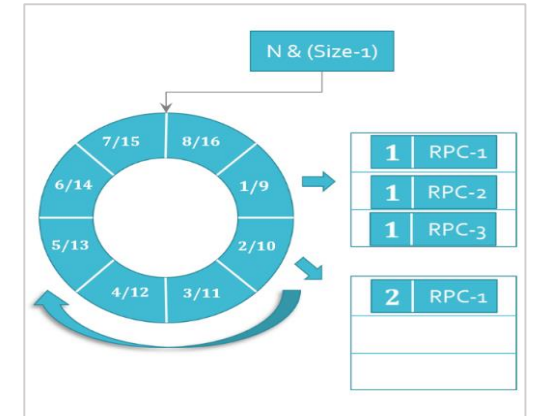 N & (Size-1)
7/15
8/16
6/14
1/9
5/13
2/10
4/12
3/11
1 RPC-1
1 RPC-2
1 RPC-3
2 RPC-1